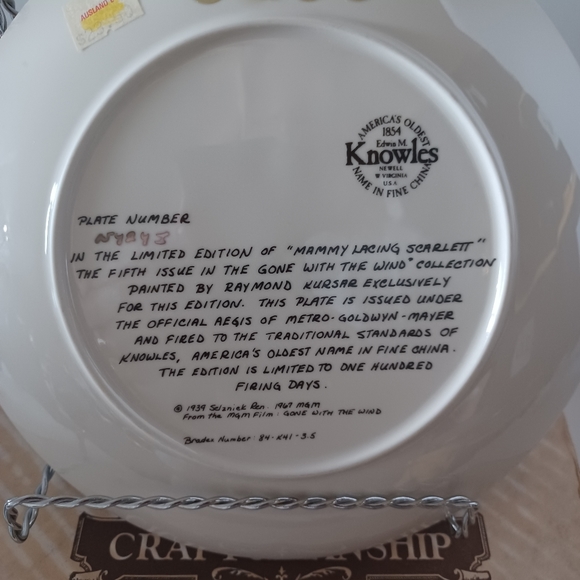 AMERICA'S OLDEST
1854
Edwin M.
Knowles
NEWELL
W VIRGINIA
U.S.A
NAME IN FINE CHINA
PLATE NUMBER
IN THE LIMITED EDITION OF "MAMMY LACING SCARLETT"
THE FIFTH ISSUE IN THE GONE WITH THE WIND® COLLECTION
PAINTED BY RAYMOND KURSAR EXCLUSIVELY
FOR THIS EDITION. THIS PLATE IS ISSUED UNDER
THE OFFICIAL AEGIS OF METRO-GOLDWYN-MAYER
AND FIRED TO THE TRADITIONAL STANDARDS OF
KNOWLES, AMERICA'S OLDEST NAME IN FINE CHINA.
THE EDITION IS LIMITED TO ONE HUNDRED
FIRING DAYS.
© 1939 Selznick Ren. 1967 MGM
From the MGM Film: GONE WITH THE WIND
Bradex Number: 84-K41-3.5